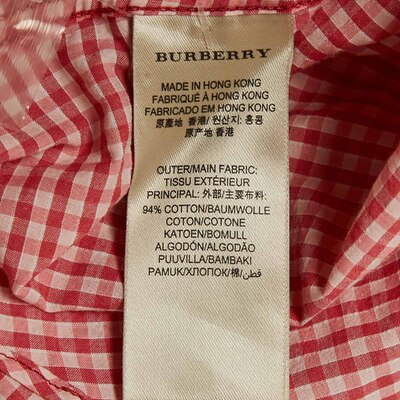 BURBERRY
MADE IN HONG KONG
FABRIQUÉ À HONG KONG
FABRICADO EM HONG KONG
原產地 香港/ 원산지: 홍콩
原産地 香港
OUTER/MAIN FABRIC:
TISSU EXTÉRIEUR
PRINCIPAL: 外部/主要布料:
94% COTTON/BAUMWOLLE
COTON/COTONE
KATOEN/BOMULL
ALGODÓN/ALGODÃO
PUUVILLA/BAMBAKI
PAMUK/ХЛОПОК/棉/قطن